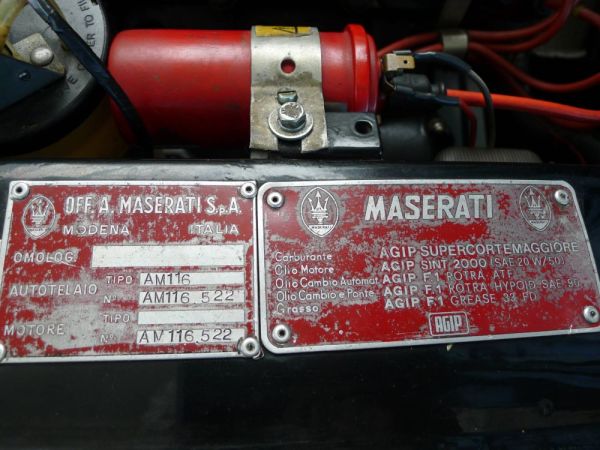 OFF. A. MASERATI S.p.A.
MODENA ITALIA
OMOLOG.
TIPO AM116
AUTOTELAIO
N° AM116.522
TIPO
MOTORE
N° AM116.522
MASERATI
Carburante AGIP SUPERCORTEMAGGIORE
Olio Motore AGIP SINT 2000 (SAE 20 W/50)
Olio Cambio Automat. AGIP F.1 ROTRA ATF
Olio Cambio e Ponte AGIP F.1 ROTRA HYPOID SAE 90
Grasso AGIP F.1 GREASE 33 FD
AGIP